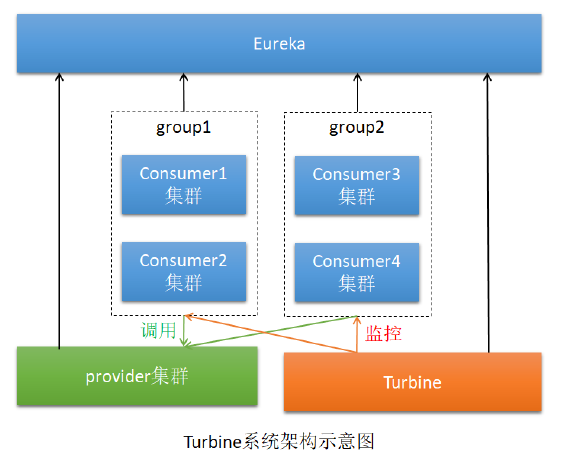 Eureka
group1
group2
Consumer1
集群
Consumer3
集群
Consumer2
集群
Consumer4
集群
调用
监控
provider集群
Turbine
Turbine系统架构示意图